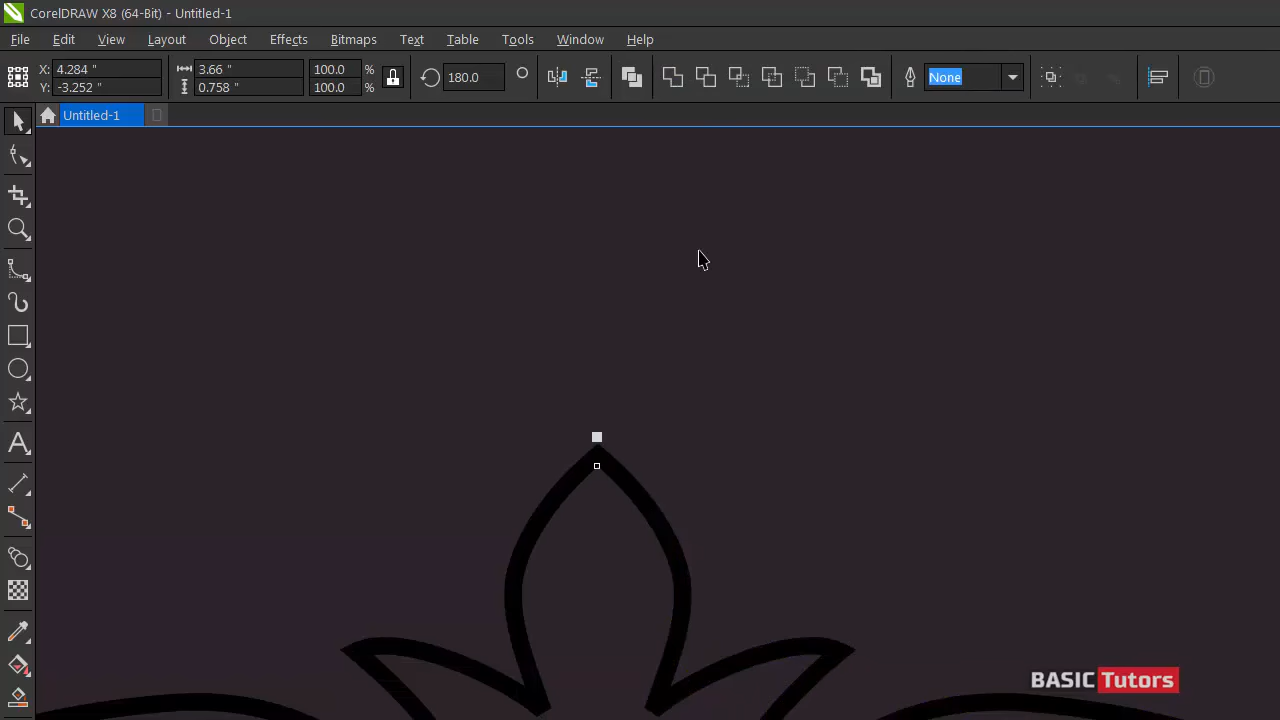 CorelDRAW X8 (64-Bit) - Untitled-1
File Edit View Layout Object Effects Bitmaps Text Table Tools Window Help
X: 4.284 " 3.66 " 100.0 % 180.0 None
Y: -3.252 " 0.758 " 100.0 %
Untitled-1
BASIC Tutors